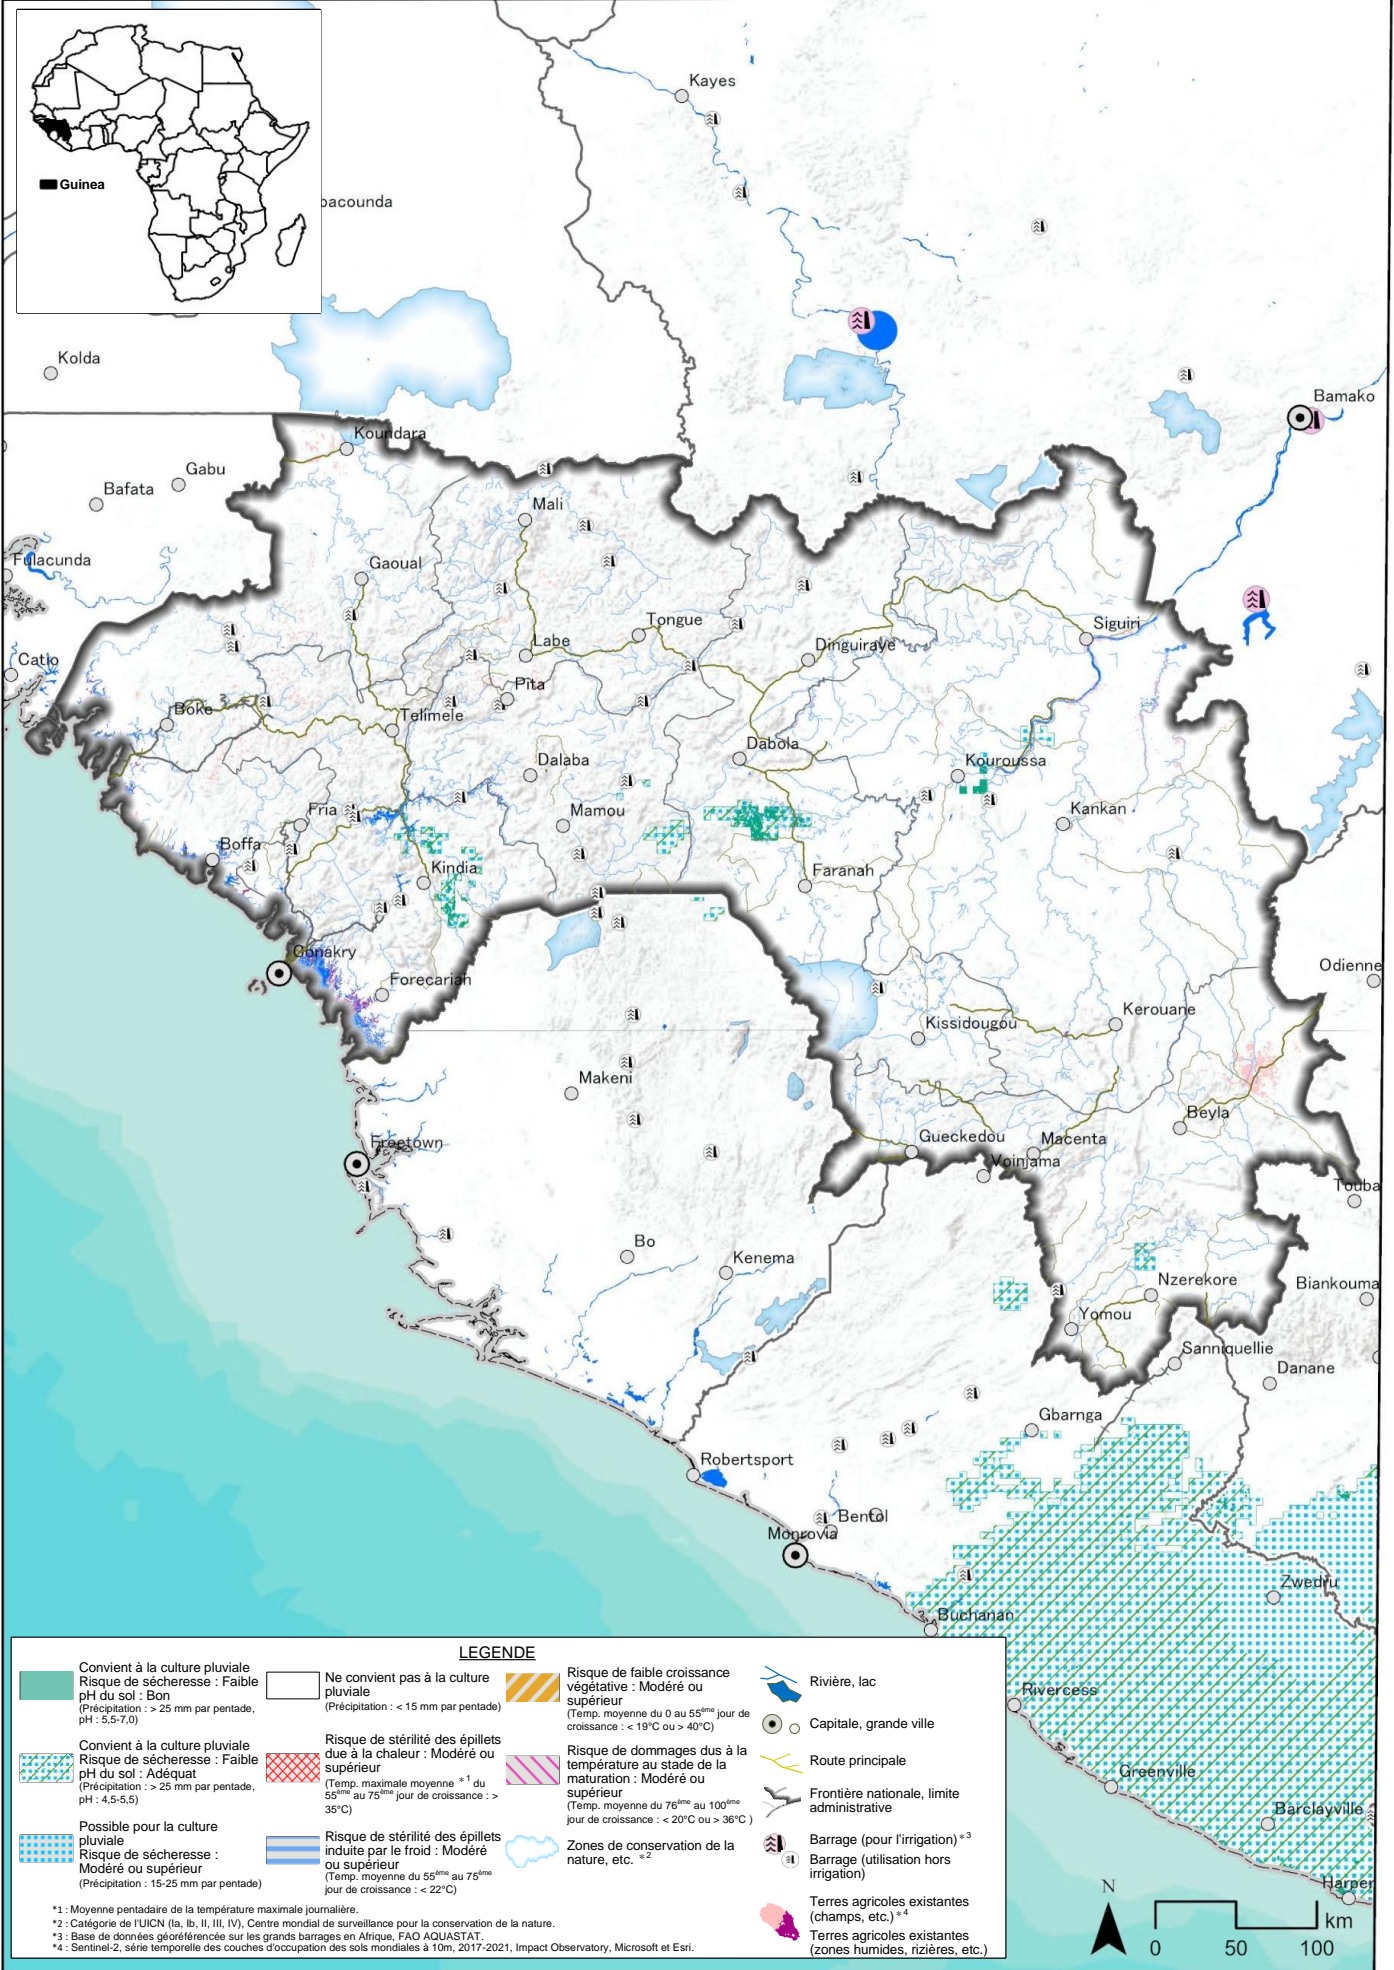 Guinea
Kayes
bacounda
Kolda
Bamako
Koundara
Gabu
Bafata
Mali
Fulacunda
Gaoual
Tongue
Siguiri
Labe
Dinguiraye
Catio
Pita
Boke
Telimele
Dabola
Dalaba
Kouroussa
Fria
Mamou
Kankan
Boffa
Kindia
Faranah
Conakry
Odienne
Forecariah
Kissidougou
Kerouane
Makeni
Beyla
Freetown
Gueckedou
Macenta
Voinjama
Touba
Bo
Kenema
Nzerekore
Biankouma
Yomou
Sanniquellie
Danane
Gbarnga
Robertsport
Bentol
Monrovia
Zwedru
Buchanan
Rivercess
Greenville
Barclayville
Harper
LEGENDE
Convient à la culture pluviale
Risque de sécheresse : Faible
pH du sol : Bon
(Précipitation : > 25 mm par pentade,
pH : 5,5-7,0)
Convient à la culture pluviale
Risque de sécheresse : Faible
pH du sol : Adéquat
(Précipitation : > 25 mm par pentade,
pH : 4,5-5,5)
Possible pour la culture
pluviale
Risque de sécheresse :
Modéré ou supérieur
(Précipitation : 15-25 mm par pentade)
Ne convient pas à la culture
pluviale
(Précipitation : < 15 mm par pentade)
Risque de stérilité des épillets
due à la chaleur : Modéré ou
supérieur
(Temp. maximale moyenne *1 du
55ème au 75ème jour de croissance : >
35°C)
Risque de stérilité des épillets
induite par le froid : Modéré
ou supérieur
(Temp. moyenne du 55ème au 75ème
jour de croissance : < 22°C)
Risque de faible croissance
végétative : Modéré ou
supérieur
(Temp. moyenne du 0 au 55ème jour de
croissance : < 19°C ou > 40°C)
Risque de dommages dus à la
température au stade de la
maturation : Modéré ou
supérieur
(Temp. moyenne du 76ème au 100ème
jour de croissance : < 20°C ou > 36°C )
Zones de conservation de la
nature, etc. *2
Rivière, lac
Capitale, grande ville
Route principale
Frontière nationale, limite
administrative
Barrage (pour l'irrigation) *3
Barrage (utilisation hors
irrigation)
Terres agricoles existantes
(champs, etc.) *4
Terres agricoles existantes
(zones humides, rizières, etc.)
*1 : Moyenne pentadaire de la température maximale journalière.
*2 : Catégorie de l'UICN (Ia, Ib, II, III, IV), Centre mondial de surveillance pour la conservation de la nature.
*3 : Base de données géoréférencée sur les grands barrages en Afrique, FAO AQUASTAT.
*4 : Sentinel-2, série temporelle des couches d'occupation des sols mondiales à 10m, 2017-2021, Impact Observatory, Microsoft et Esri.
N
km
0 50 100